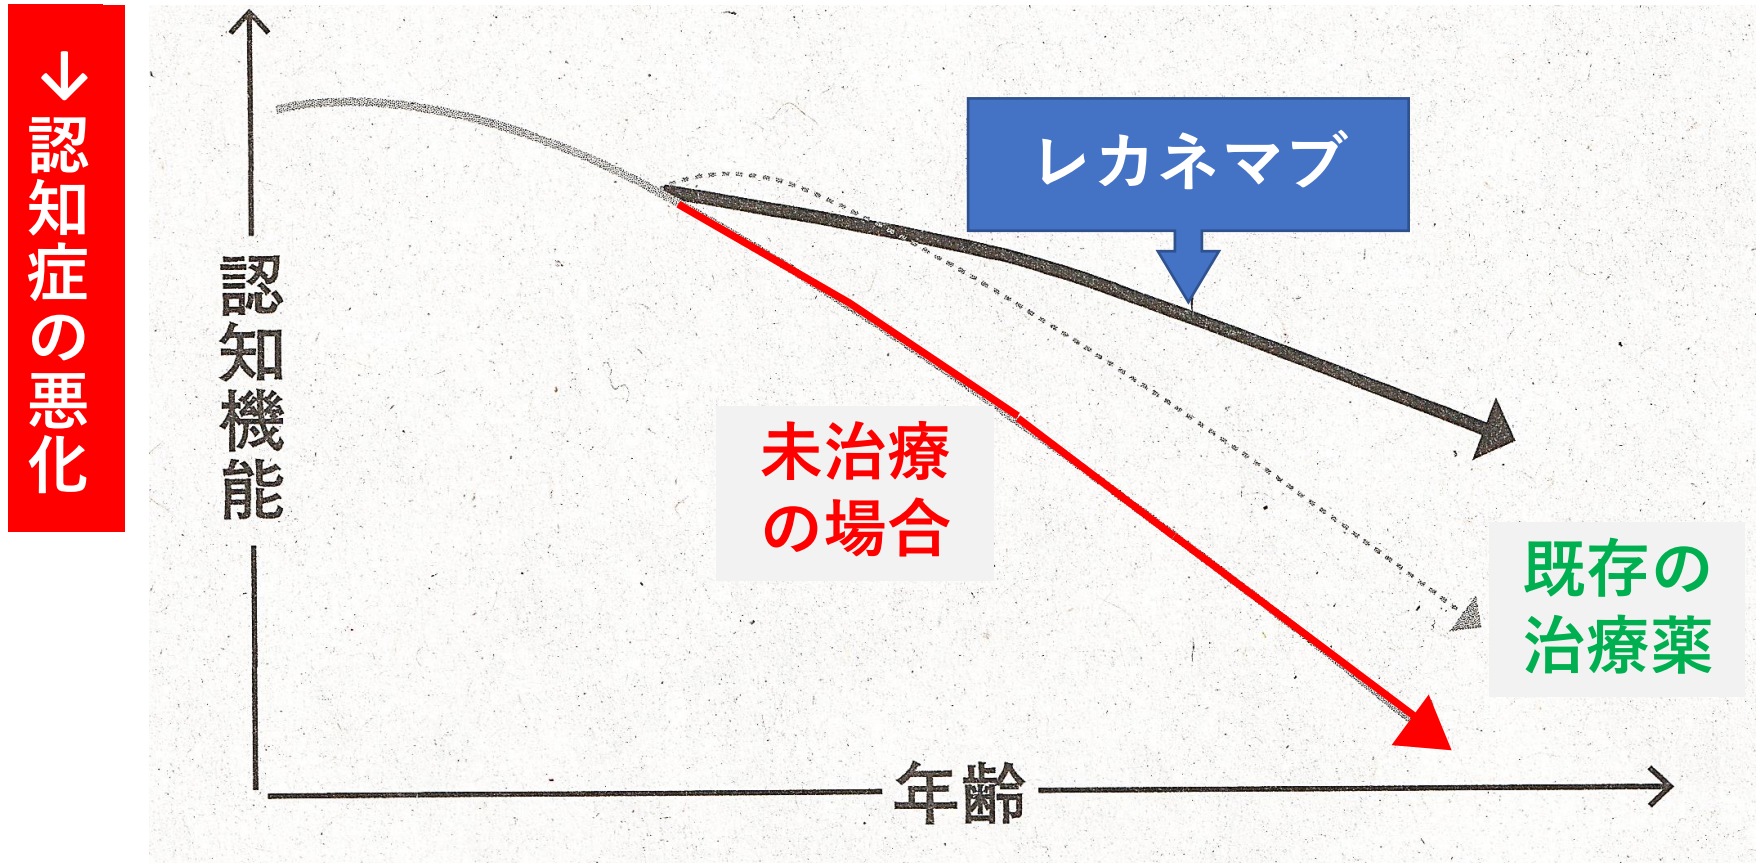 ↓認知症の悪化
認知機能
レカネマブ
未治療
の場合
既存の
治療薬
年齢